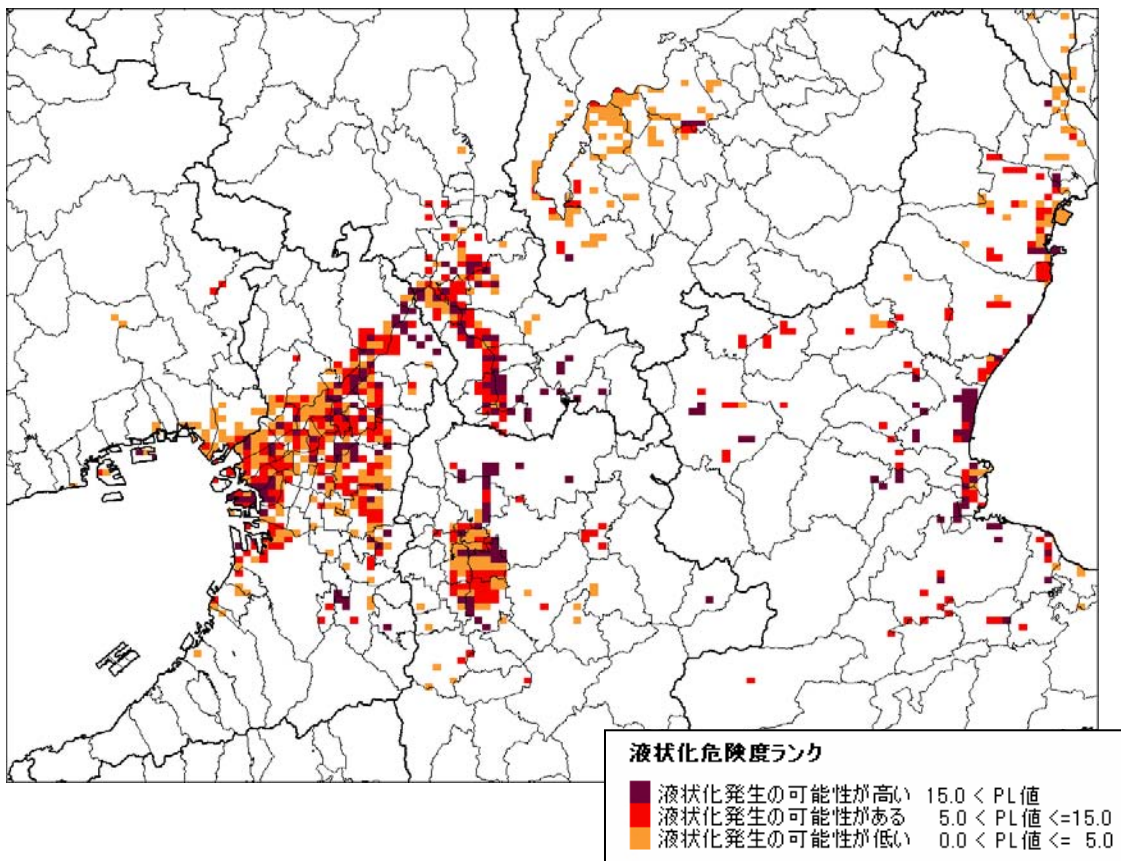 液状化危険度ランク
液状化発生の可能性が高い 15.0 < PL値
液状化発生の可能性がある 5.0 < PL値 <=15.0
液状化発生の可能性が低い 0.0 < PL値 <= 5.0